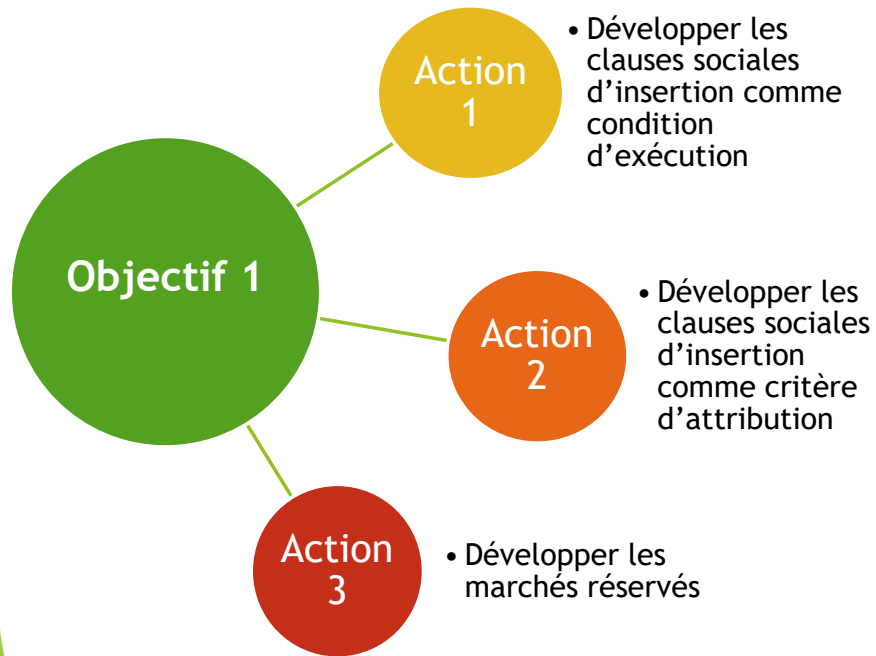 Objectif 1
Action
1
• Développer les
clauses sociales
d’insertion comme
condition
d’exécution
Action
2
• Développer les
clauses sociales
d’insertion
comme critère
d’attribution
Action
3
• Développer les
marchés réservés